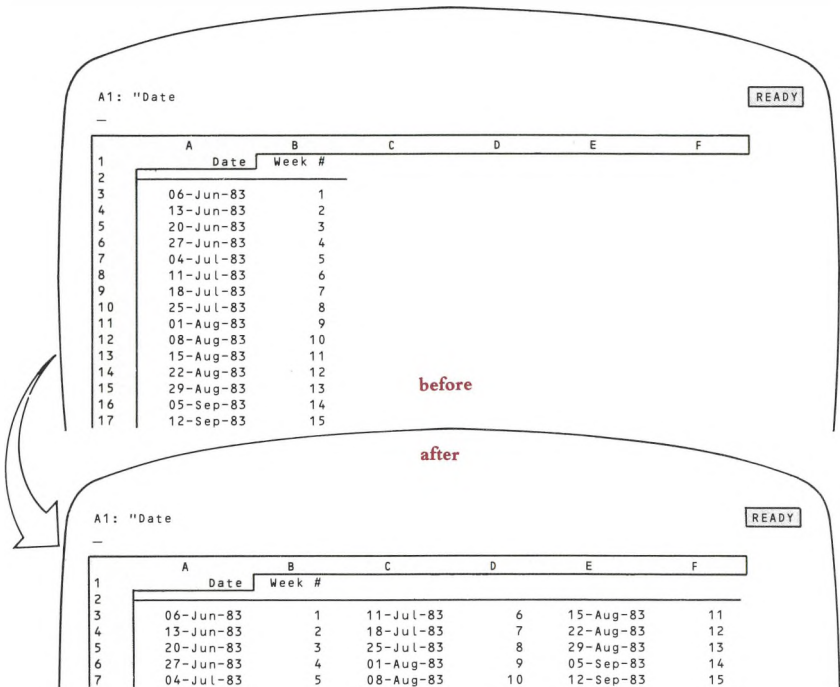 A1: "Date READY
A B C D E F
1 Date Week #
2
3 06-Jun-83 1
4 13-Jun-83 2
5 20-Jun-83 3
6 27-Jun-83 4
7 04-Jul-83 5
8 11-Jul-83 6
9 18-Jul-83 7
10 25-Jul-83 8
11 01-Aug-83 9
12 08-Aug-83 10
13 15-Aug-83 11
14 22-Aug-83 12
15 29-Aug-83 13
16 05-Sep-83 14
17 12-Sep-83 15
before
after
A1: "Date READY
A B C D E F
1 Date Week #
2
3 06-Jun-83 1 11-Jul-83 6 15-Aug-83 11
4 13-Jun-83 2 18-Jul-83 7 22-Aug-83 12
5 20-Jun-83 3 25-Jul-83 8 29-Aug-83 13
6 27-Jun-83 4 01-Aug-83 9 05-Sep-83 14
7 04-Jul-83 5 08-Aug-83 10 12-Sep-83 15